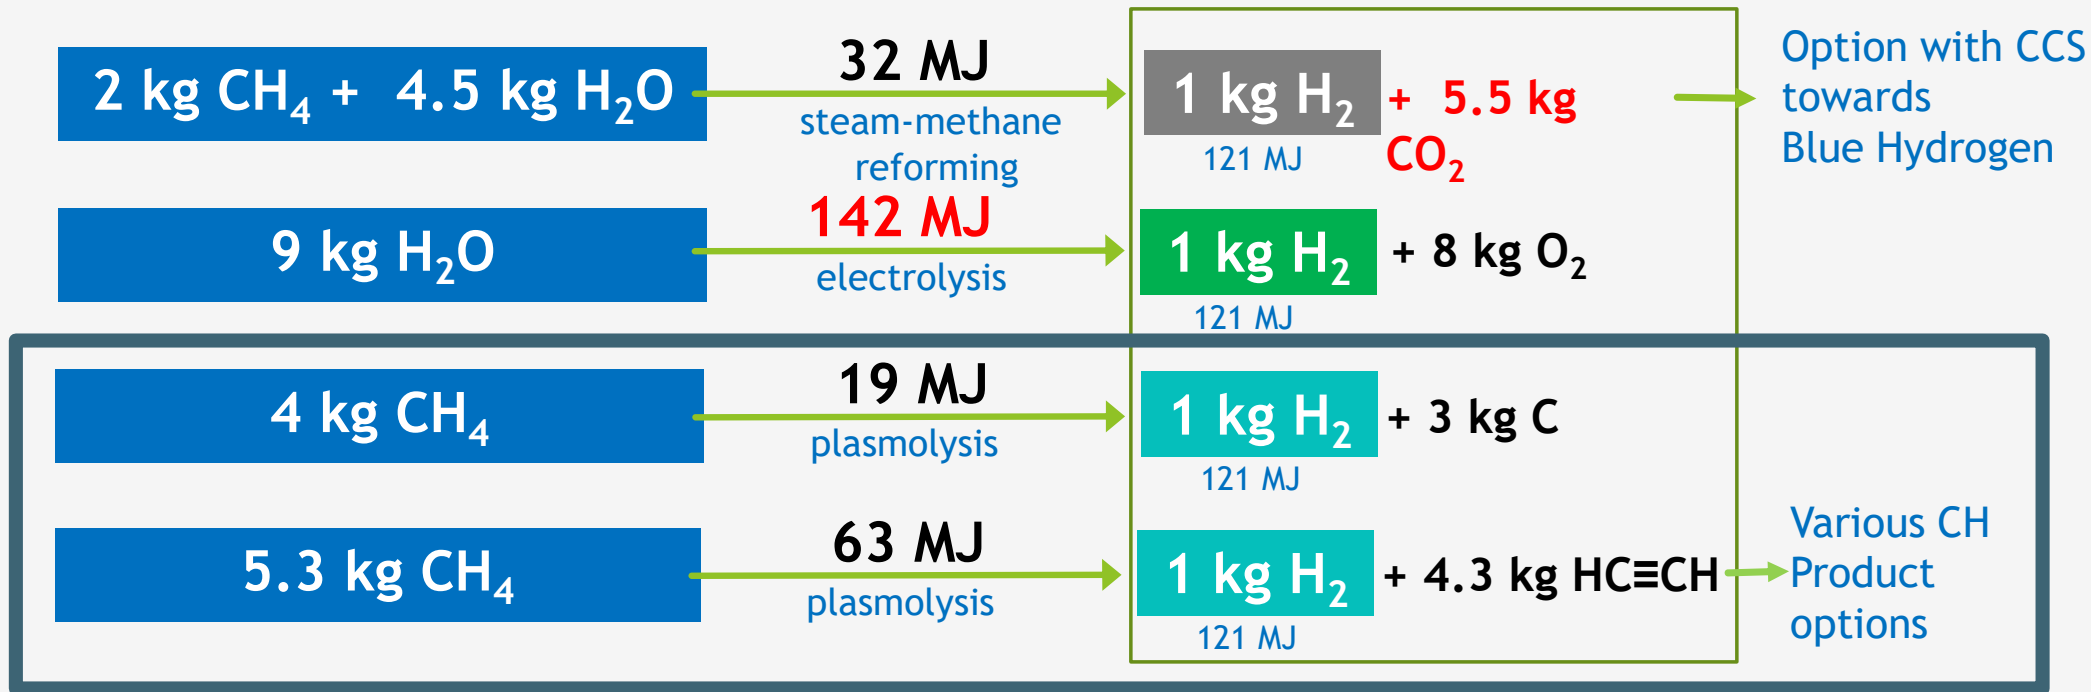 2 kg CH₄ + 4.5 kg H₂O
32 MJ
steam-methane
reforming
1 kg H₂
121 MJ
+ 5.5 kg
CO₂
Option with CCS
towards
Blue Hydrogen
9 kg H₂O
142 MJ
electrolysis
1 kg H₂
121 MJ
+ 8 kg O₂
4 kg CH₄
19 MJ
plasmolysis
1 kg H₂
121 MJ
+ 3 kg C
5.3 kg CH₄
63 MJ
plasmolysis
1 kg H₂
121 MJ
+ 4.3 kg HC≡CH
Various CH
Product
options